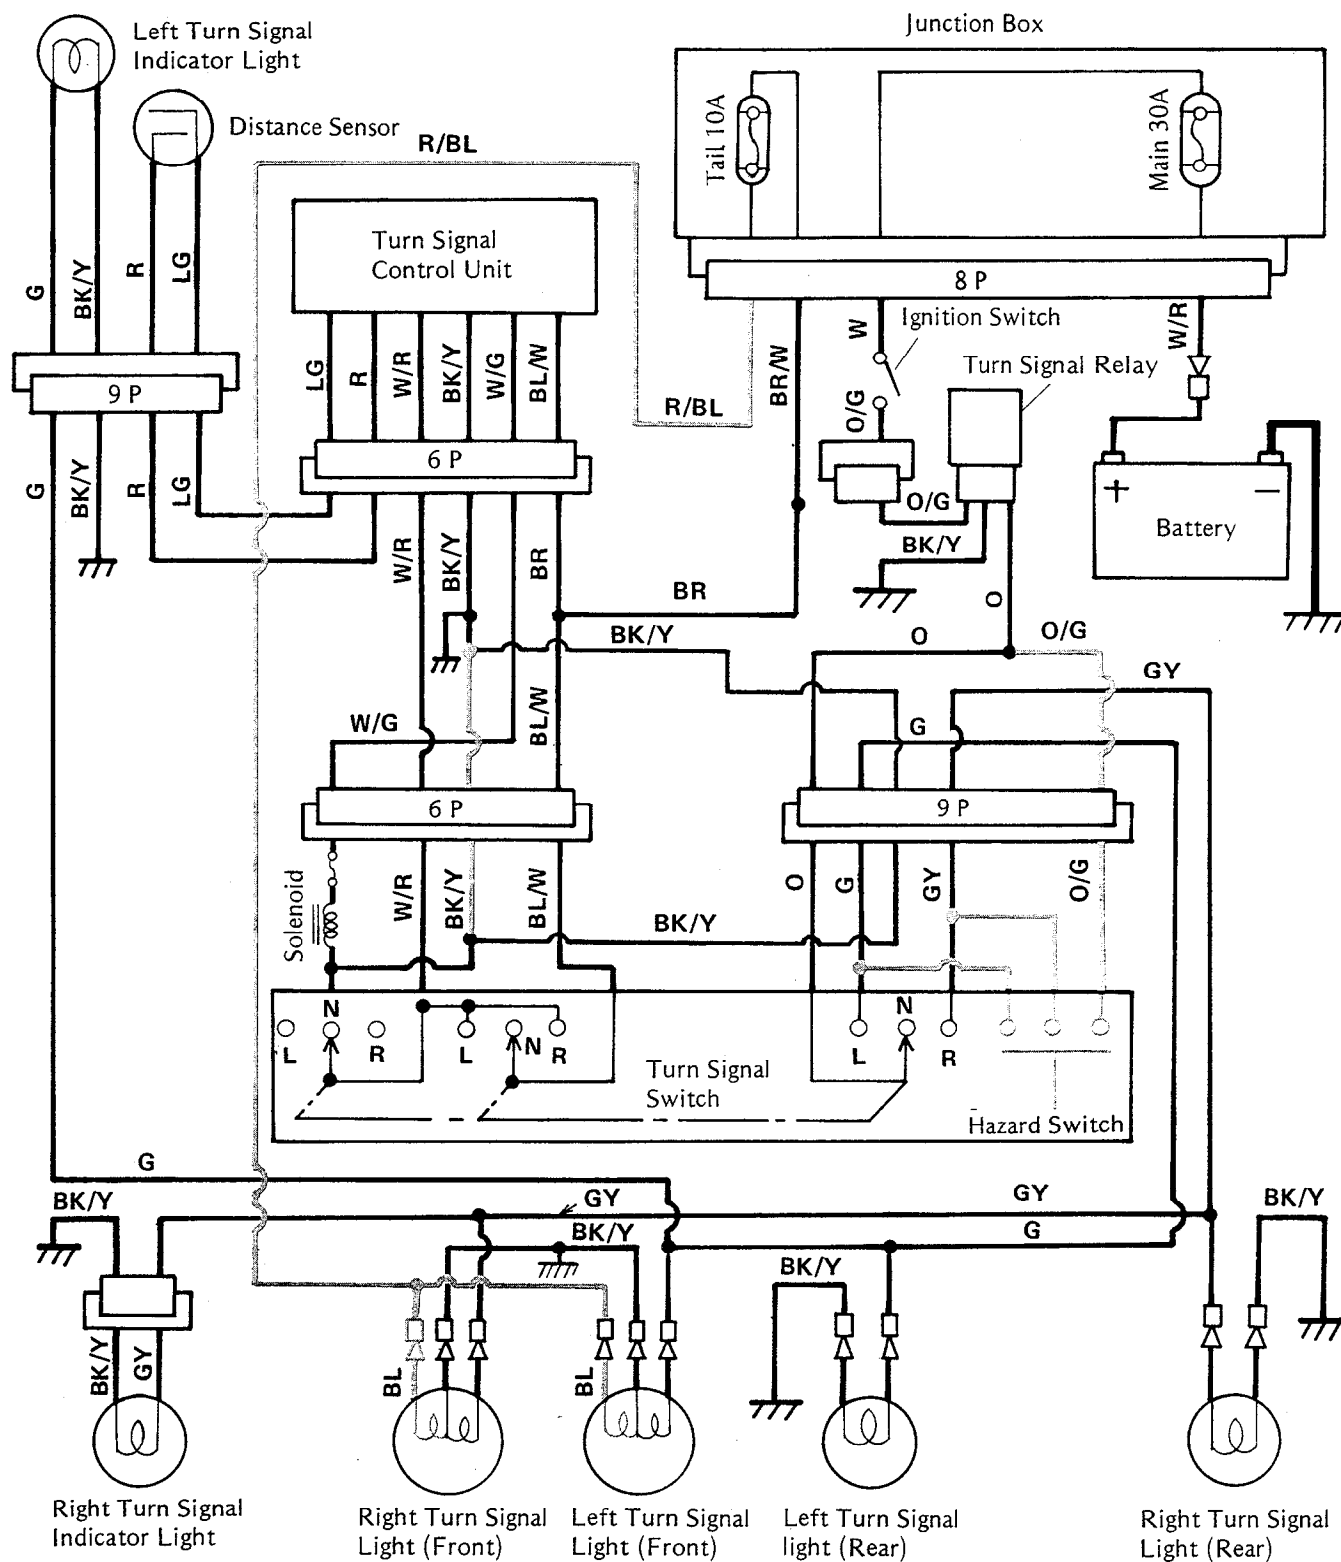 Left Turn Signal
Indicator Light
Junction Box
Distance Sensor
R/BL
Tail 10A
Main 30A
Turn Signal
Control Unit
G
BK/Y
R
LG
8 P
Ignition Switch
W
W/R
BR/W
Turn Signal Relay
LG
R
W/R
BK/Y
W/G
BL/W
9 P
R/BL
O/G
6 P
G
BK/Y
R
LG
+
−
Battery
O/G
BK/Y
W/R
BK/Y
BR
BR
O
BK/Y
O
O/G
GY
W/G
BL/W
G
6 P
9 P
Solenoid
W/R
BK/Y
BL/W
BK/Y
O
G
GY
O/G
N
L
R
L
N
R
N
L
R
Turn Signal
Switch
Hazard Switch
G
BK/Y
GY
GY
BK/Y
BK/Y
G
BK/Y
BK/Y
GY
BL
BL
Right Turn Signal
Indicator Light
Right Turn Signal
Light (Front)
Left Turn Signal
Light (Front)
Left Turn Signal
light (Rear)
Right Turn Signal
Light (Rear)